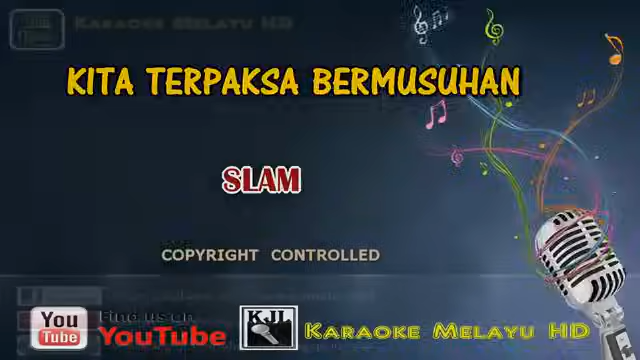 Karaoke Melayu HD
KITA TERPAKSA BERMUSUHAN
SLAM
COPYRIGHT CONTROLLED
You
Tube
Find us on
YouTube
KJL
Karaoke Melayu HD